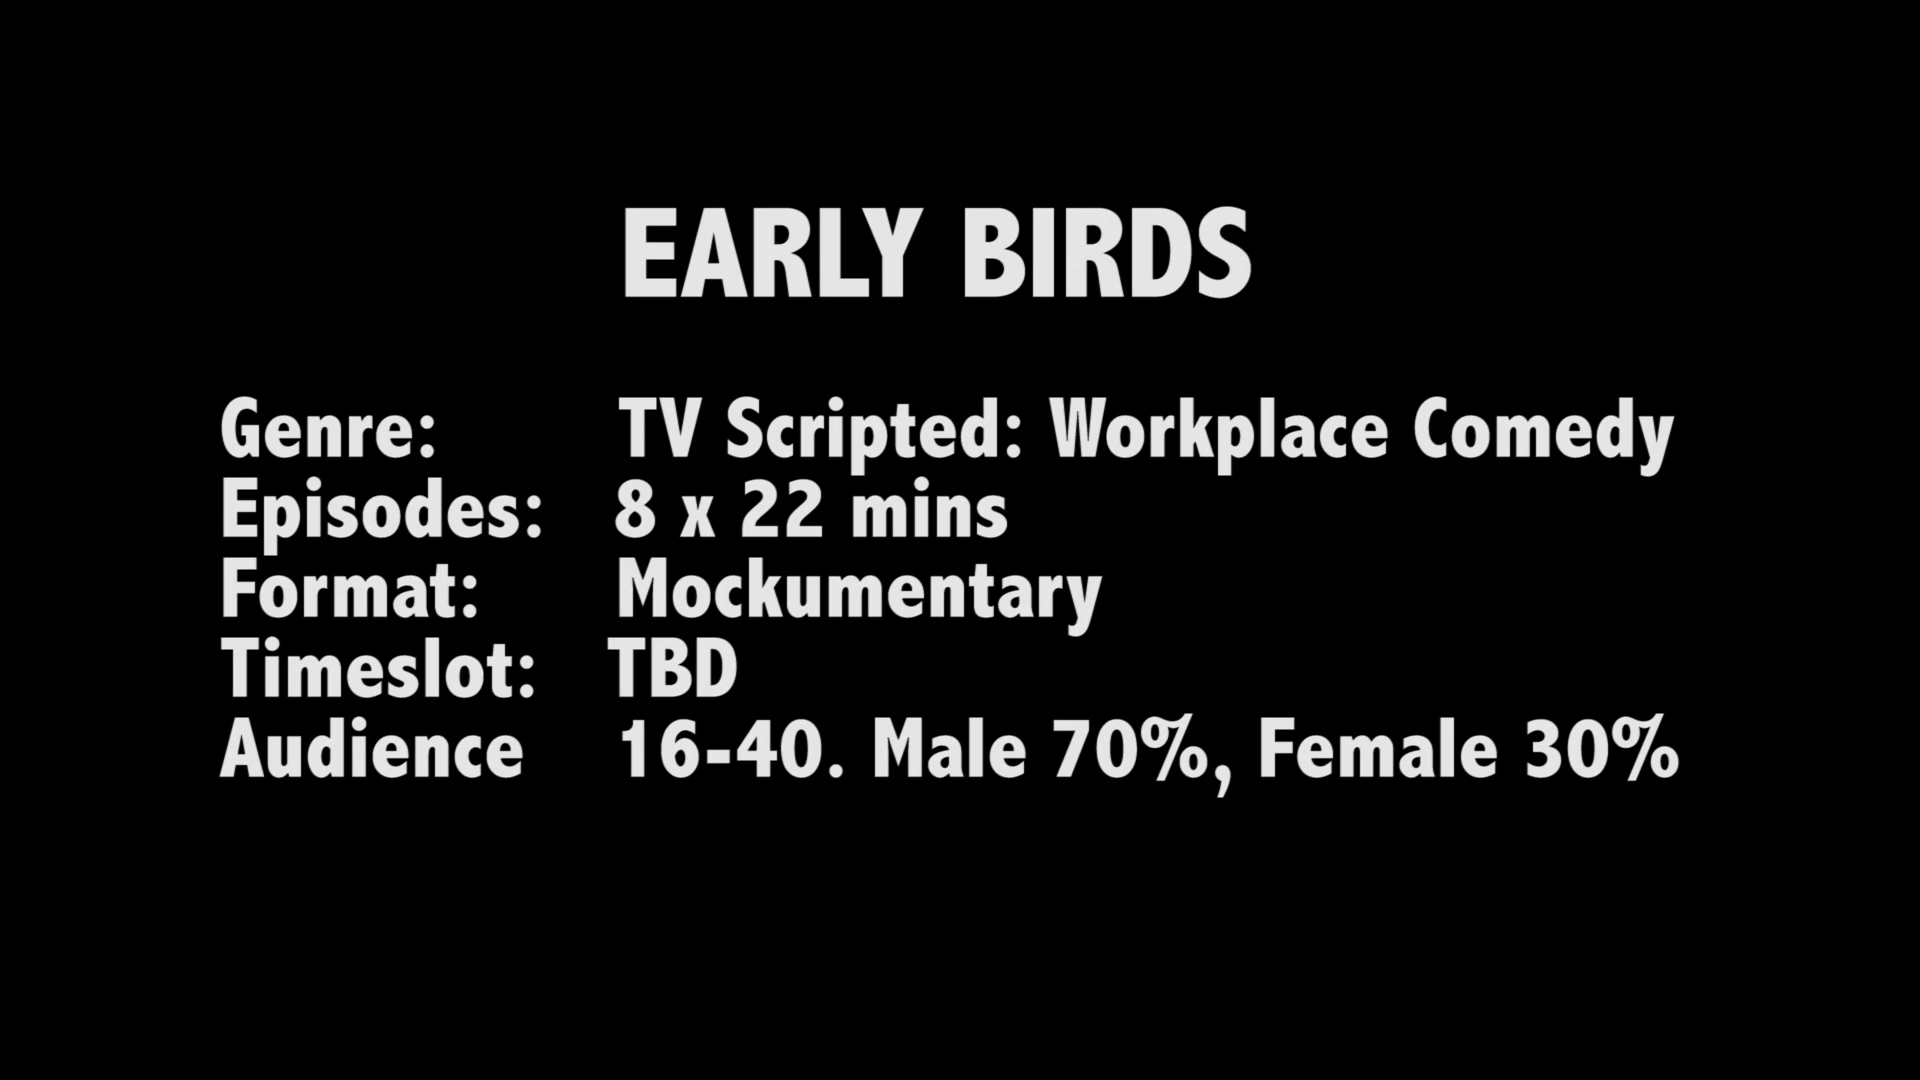 EARLY BIRDS
Genre: TV Scripted: Workplace Comedy
Episodes: 8 x 22 mins
Format: Mockumentary
Timeslot: TBD
Audience 16-40. Male 70%, Female 30%